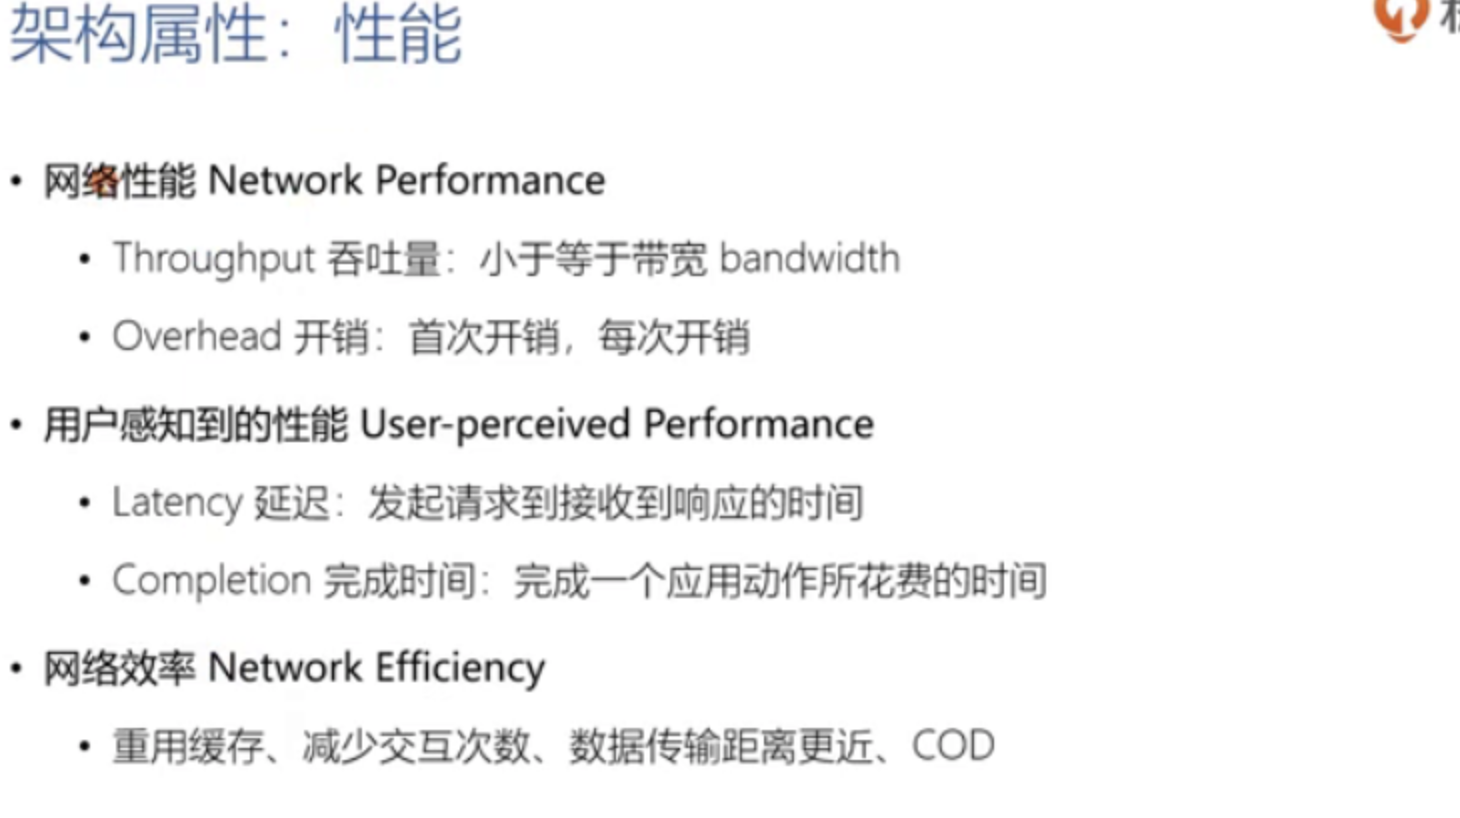 架构属性：性能
• 网络性能 Network Performance
• Throughput 吞吐量：小于等于带宽 bandwidth
• Overhead 开销：首次开销，每次开销
• 用户感知到的性能 User-perceived Performance
• Latency 延迟：发起请求到接收到响应的时间
• Completion 完成时间：完成一个应用动作所花费的时间
• 网络效率 Network Efficiency
• 重用缓存、减少交互次数、数据传输距离更近、COD